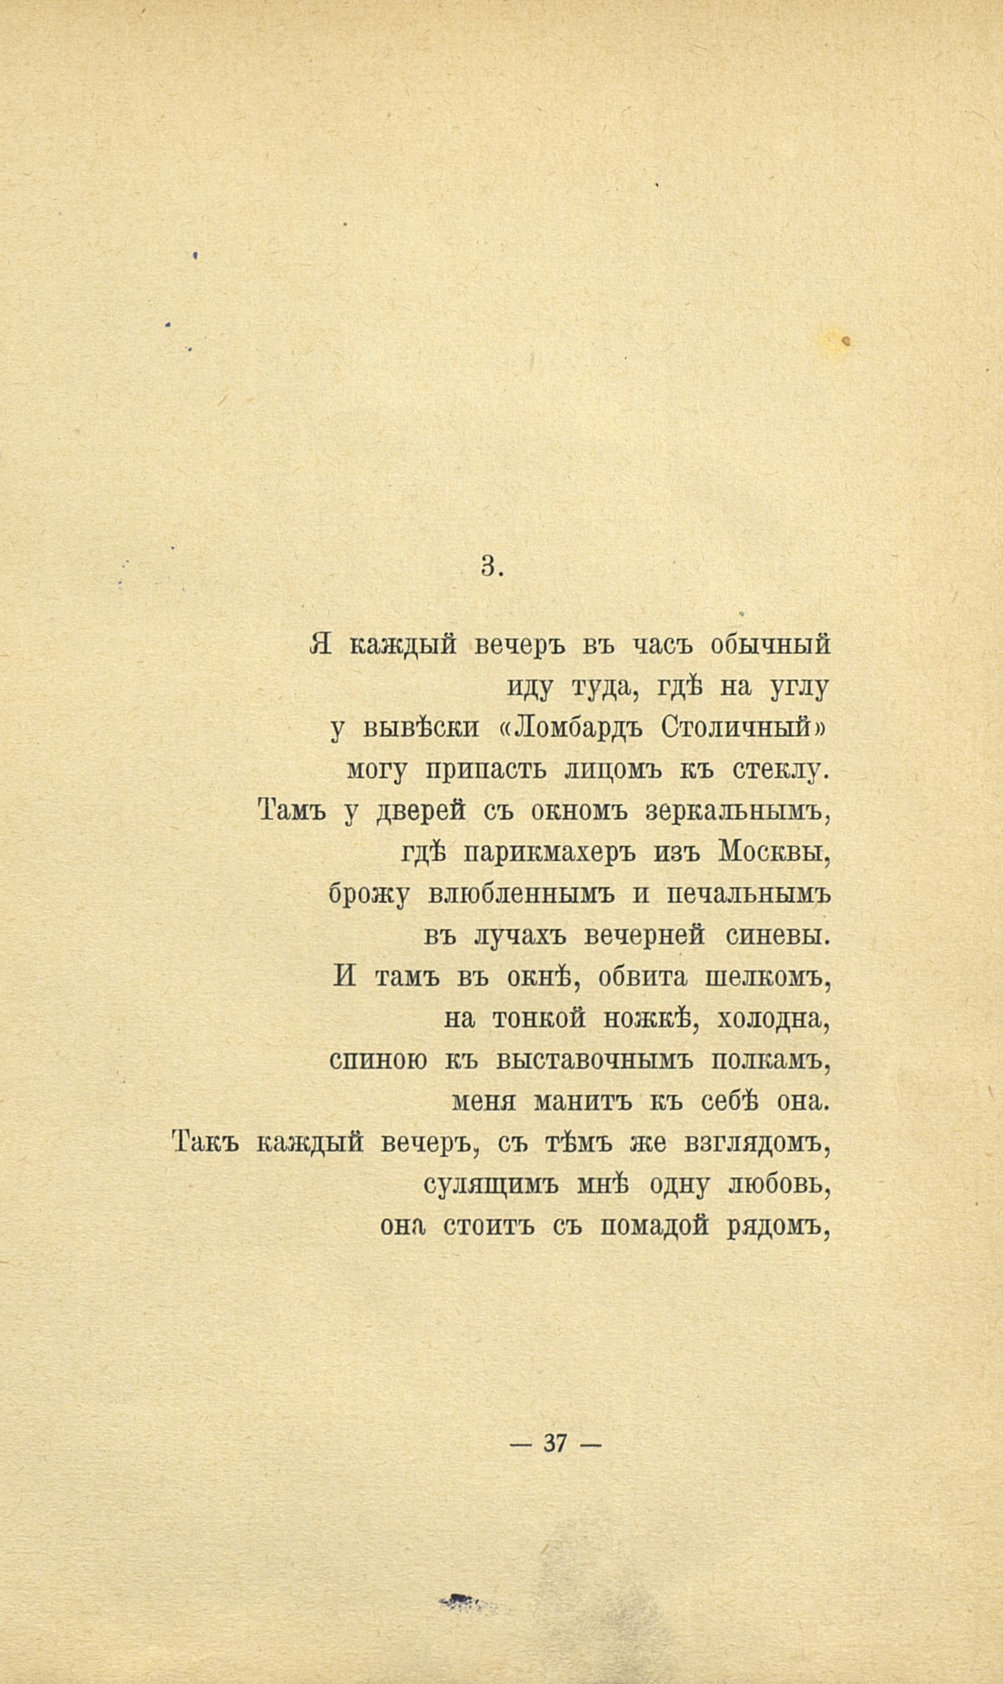 3.
Я каждый вечеръ въ часъ обычный
иду туда, гдѣ на углу
у вывѣски «Ломбардъ Столичный»
могу припасть лицомъ къ стеклу.
Тамъ у дверей съ окномъ зеркальнымъ,
гдѣ парикмахеръ изъ Москвы,
брожу влюбленнымъ и печальнымъ
въ лучахъ вечерней синевы.
И тамъ въ окнѣ, обвита шелкомъ,
на тонкой ножкѣ, холодна,
спиною къ выставочнымъ полкамъ,
меня манитъ къ себѣ она.
Такъ каждый вечеръ, съ тѣмъ же взглядомъ,
сулящимъ мнѣ одну любовь,
она стоитъ съ помадой рядомъ,
— 37 —